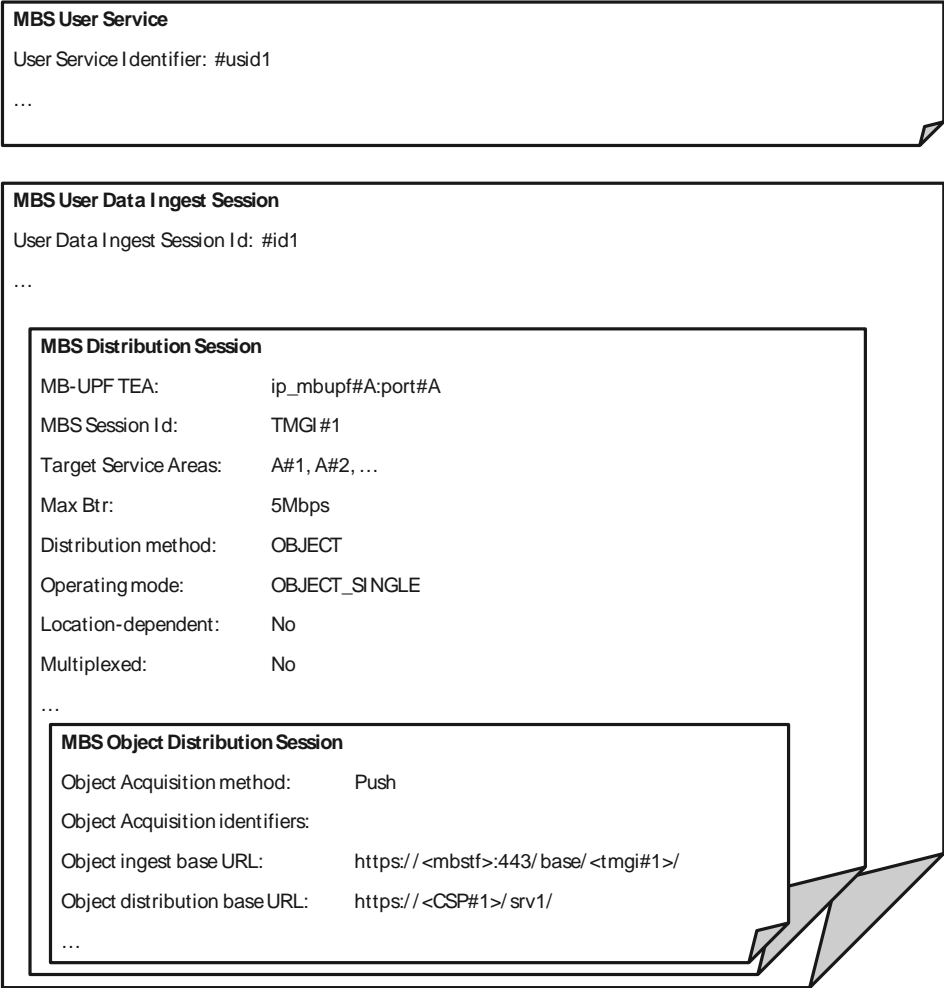 MBS User Service
User Service Identifier: #usid1
…
MBS User Data Ingest Session
User Data Ingest Session Id: #id1
…
MBS Distribution Session
MB-UPF TEA: ip_mbupf#A:port#A
MBS Session Id: TMGI#1
Target Service Areas: A#1, A#2, …
Max Btr: 5Mbps
Distribution method: OBJECT
Operating mode: OBJECT_SINGLE
Location-dependent: No
Multiplexed: No
…
MBS Object Distribution Session
Object Acquisition method: Push
Object Acquisition identifiers:
Object ingest base URL: https://<mbstf>:443/base/<tmgi#1>/
Object distribution base URL: https://<CSP#1>/srv1/
…